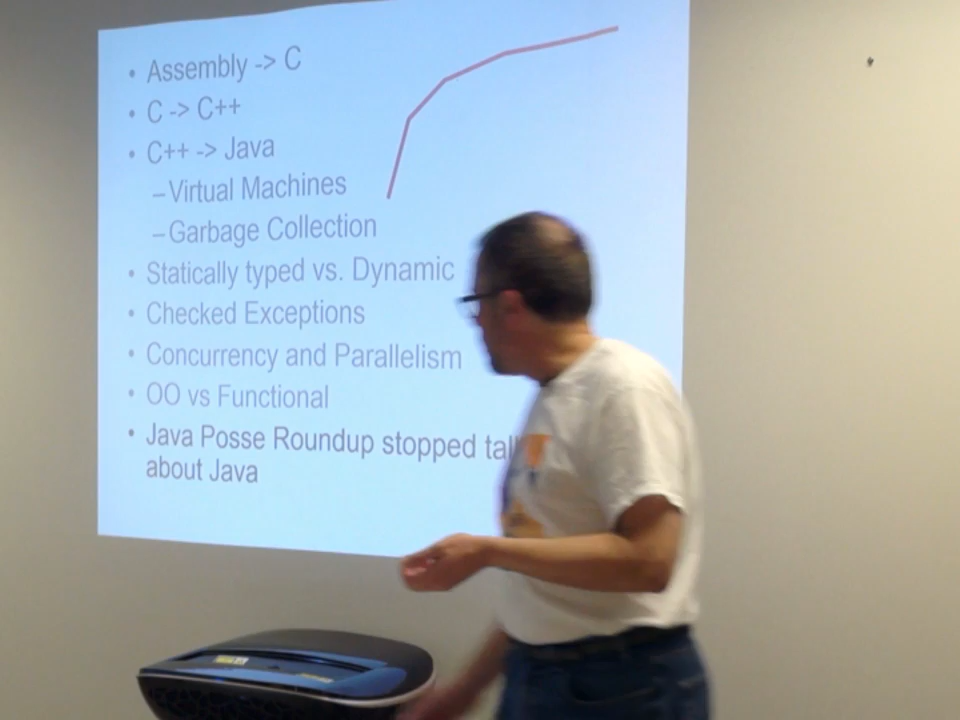 • Assembly -> C
• C -> C++
• C++ -> Java
– Virtual Machines
– Garbage Collection
• Statically typed vs. Dynamic
• Checked Exceptions
• Concurrency and Parallelism
• OO vs Functional
• Java Posse Roundup stopped
about Java